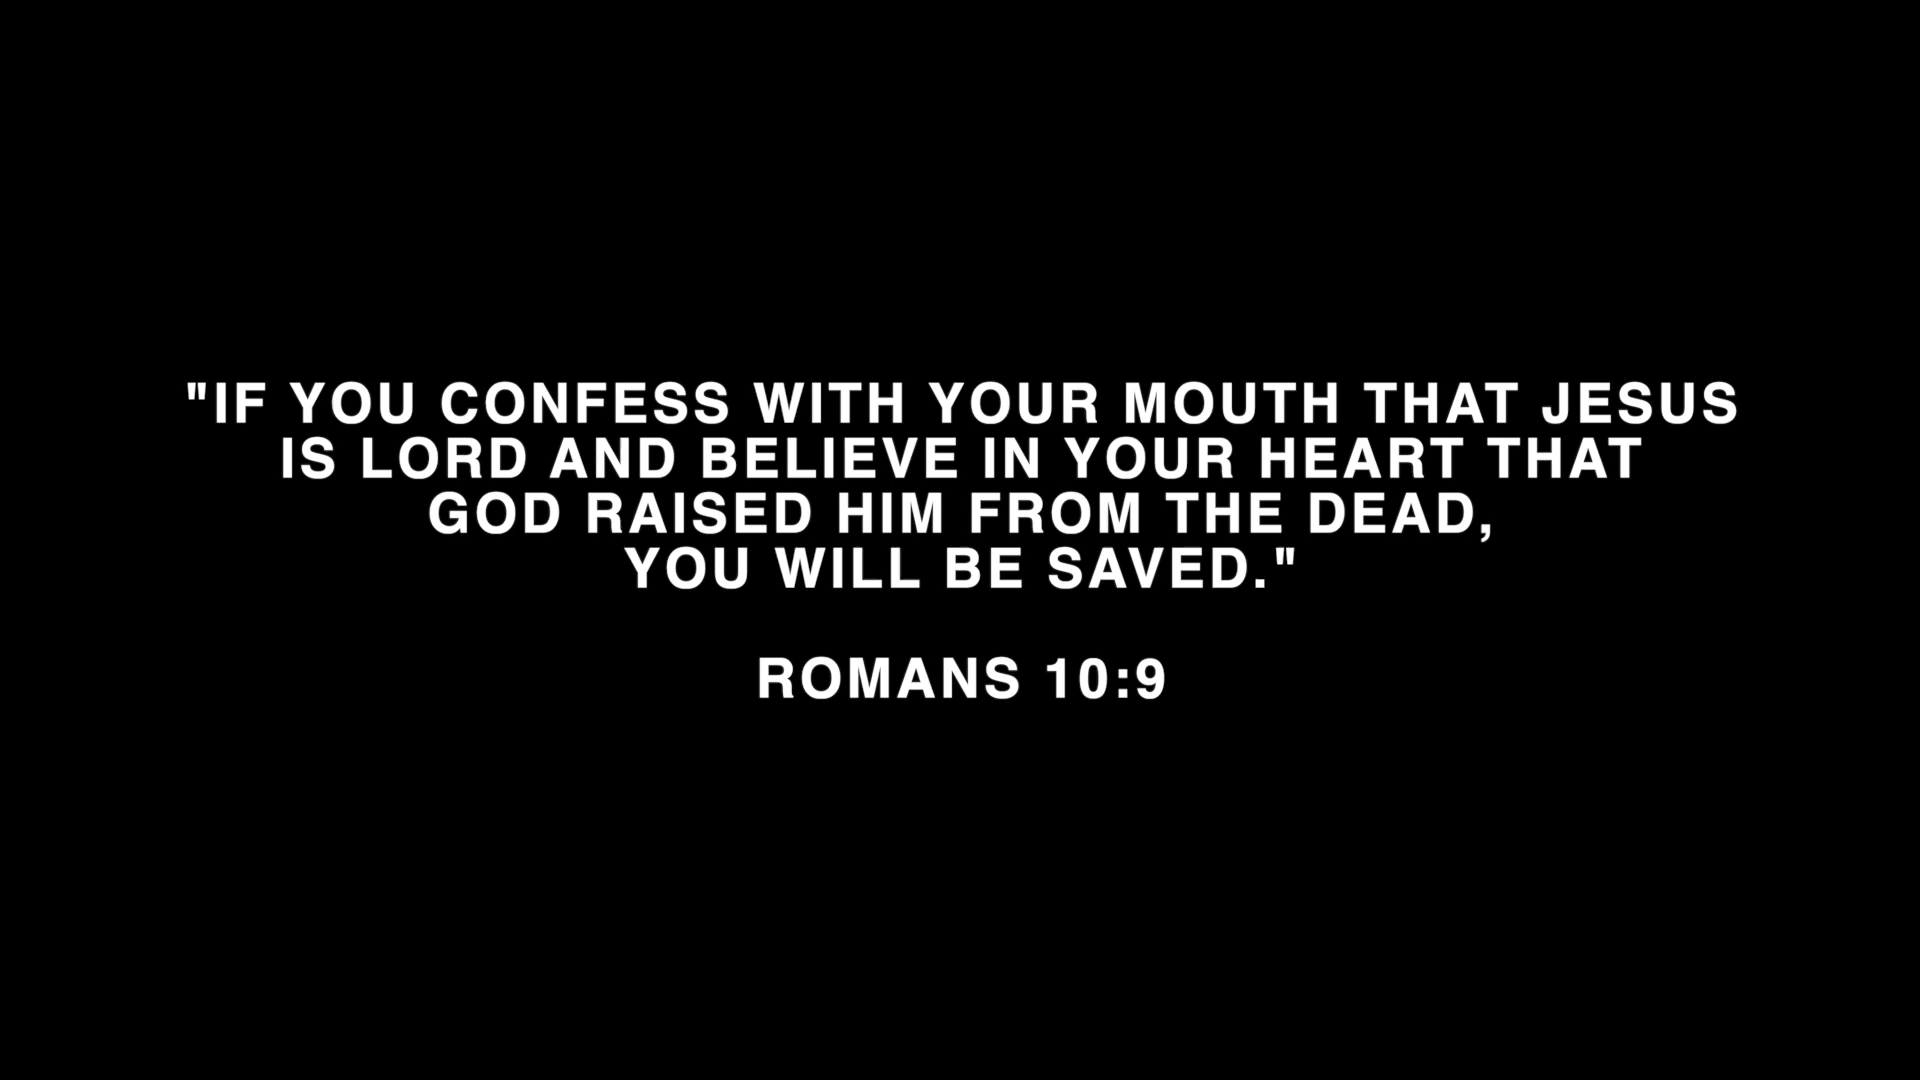 "IF YOU CONFESS WITH YOUR MOUTH THAT JESUS
IS LORD AND BELIEVE IN YOUR HEART THAT
GOD RAISED HIM FROM THE DEAD,
YOU WILL BE SAVED."
ROMANS 10:9